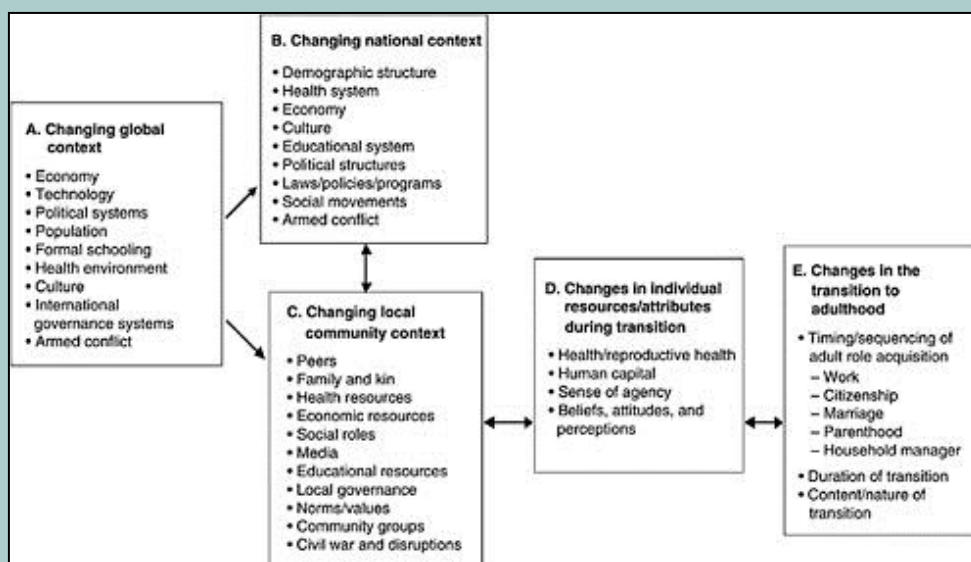 A. Changing global
context
• Economy
• Technology
• Political systems
• Population
• Formal schooling
• Health environment
• Culture
• International
governance systems
• Armed conflict
B. Changing national context
• Demographic structure
• Health system
• Economy
• Culture
• Educational system
• Political structures
• Laws/policies/programs
• Social movements
• Armed conflict
C. Changing local
community context
• Peers
• Family and kin
• Health resources
• Economic resources
• Social roles
• Media
• Educational resources
• Local governance
• Norms/values
• Community groups
• Civil war and disruptions
D. Changes in individual
resources/attributes
during transition
• Health/reproductive health
• Human capital
• Sense of agency
• Beliefs, attitudes, and
perceptions
E. Changes in the
transition to
adulthood
• Timing/sequencing of
adult role acquisition
– Work
– Citizenship
– Marriage
– Parenthood
– Household manager
• Duration of transition
• Content/nature of
transition